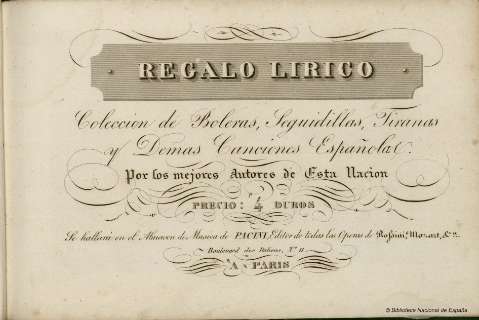 REGALO LIRICO
Coleccion de Boleras, Seguidillas, Tiranas
y Demas Canciones Españolas.
Por los mejores Autores de Esta Nacion
PRECIO: 4 DUROS
Se hallará en el Almacen de Musica de PACINI, Editor de todas las Operas de Rossini, Mozart, &ª.
Boulevard des Italiens, Nº 11
A PARIS
© Biblioteca Nacional de España